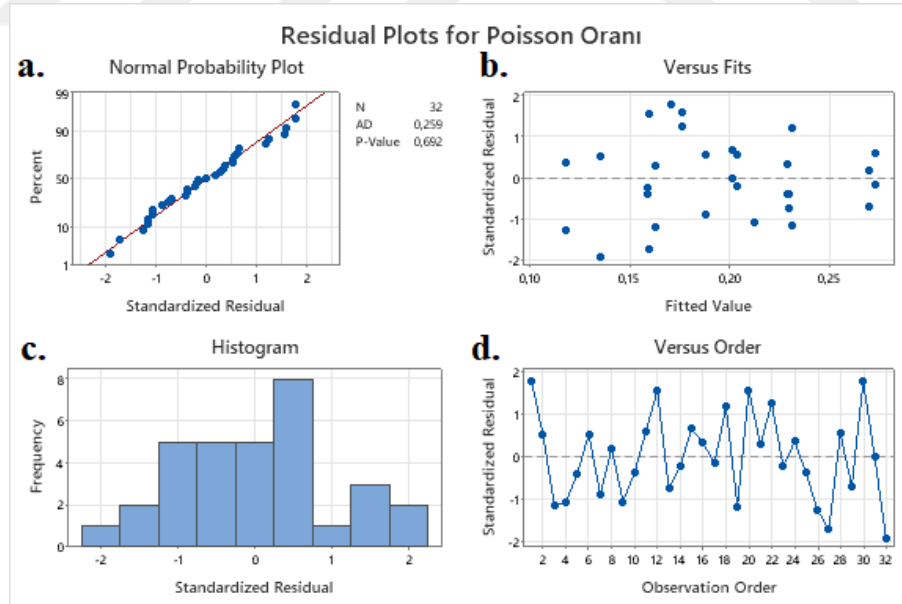 Residual Plots for Poisson Oranı
a.
Normal Probability Plot
99
90
50
10
1
Percent
-2 -1 0 1 2
Standardized Residual
N 32
AD 0,259
P-Value 0,692
b.
Versus Fits
2
1
0
-1
-2
Standardized Residual
0,10 0,15 0,20 0,25
Fitted Value
c.
Histogram
8
6
4
2
0
Frequency
-2 -1 0 1 2
Standardized Residual
d.
Versus Order
2
1
0
-1
-2
Standardized Residual
2 4 6 8 10 12 14 16 18 20 22 24 26 28 30 32
Observation Order